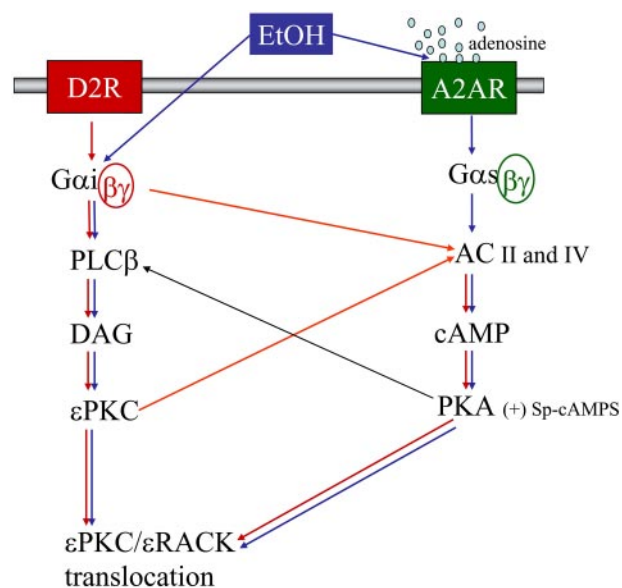 EtOH
adenosine
D2R
A2AR
Gαi βγ
Gαs βγ
PLCβ
AC II and IV
DAG
cAMP
εPKC
PKA (+) Sp-cAMPS
εPKC/εRACK
translocation